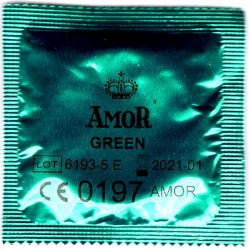 AMOR
GREEN
LOT 6193-5 E 2021-01
CE 0197 AMOR